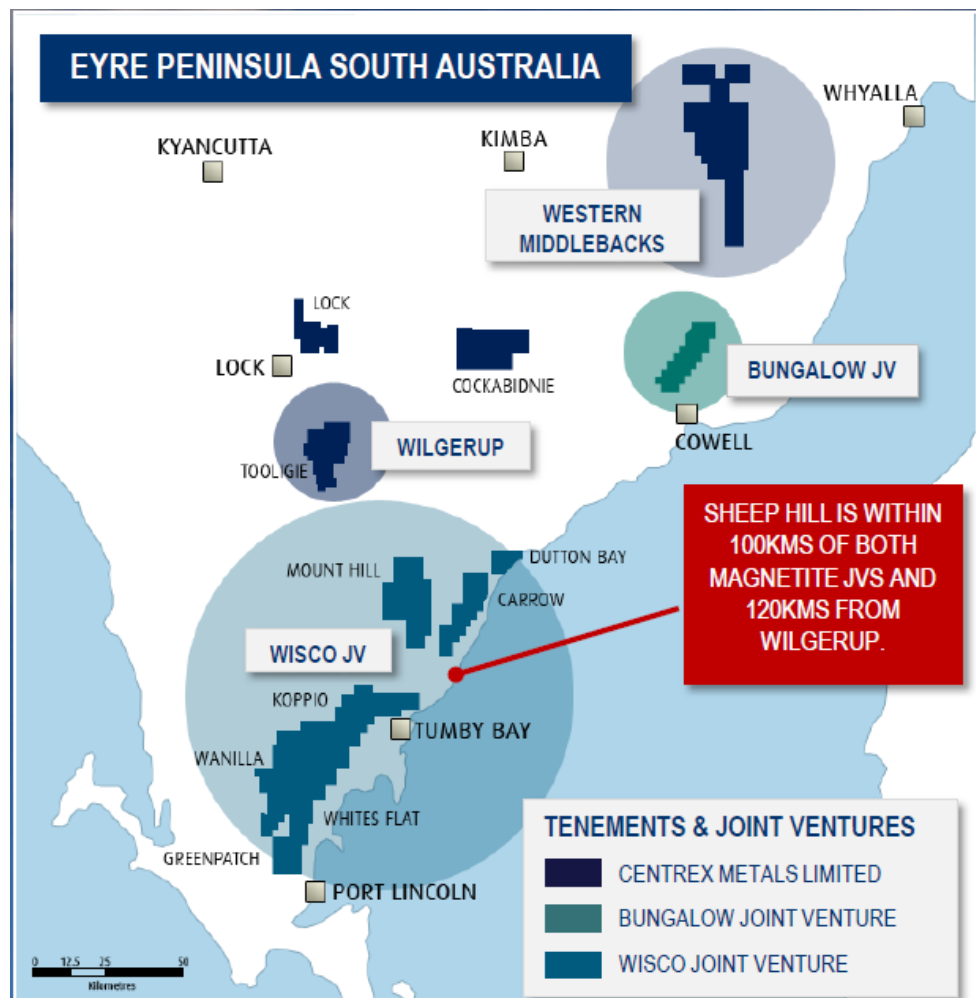 EYRE PENINSULA SOUTH AUSTRALIA
WHYALLA
KYANCUTTA
KIMBA
WESTERN
MIDDLEBACKS
LOCK
LOCK
COCKABIDNIE
BUNGALOW JV
COWELL
WILGERUP
TOOLIGIE
SHEEP HILL IS WITHIN
100KMS OF BOTH
MAGNETITE JVS AND
120KMS FROM
WILGERUP.
MOUNT HILL
DUTTON BAY
CARROW
WISCO JV
KOPPIO
TUMBY BAY
WANILLA
WHITES FLAT
GREENPATCH
PORT LINCOLN
TENEMENTS & JOINT VENTURES
CENTREX METALS LIMITED
BUNGALOW JOINT VENTURE
WISCO JOINT VENTURE
0 12.5 25 50
Kilometres